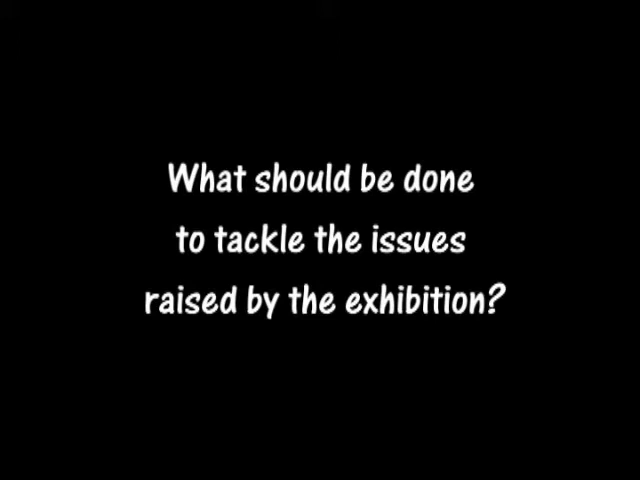 What should be done
to tackle the issues
raised by the exhibition?